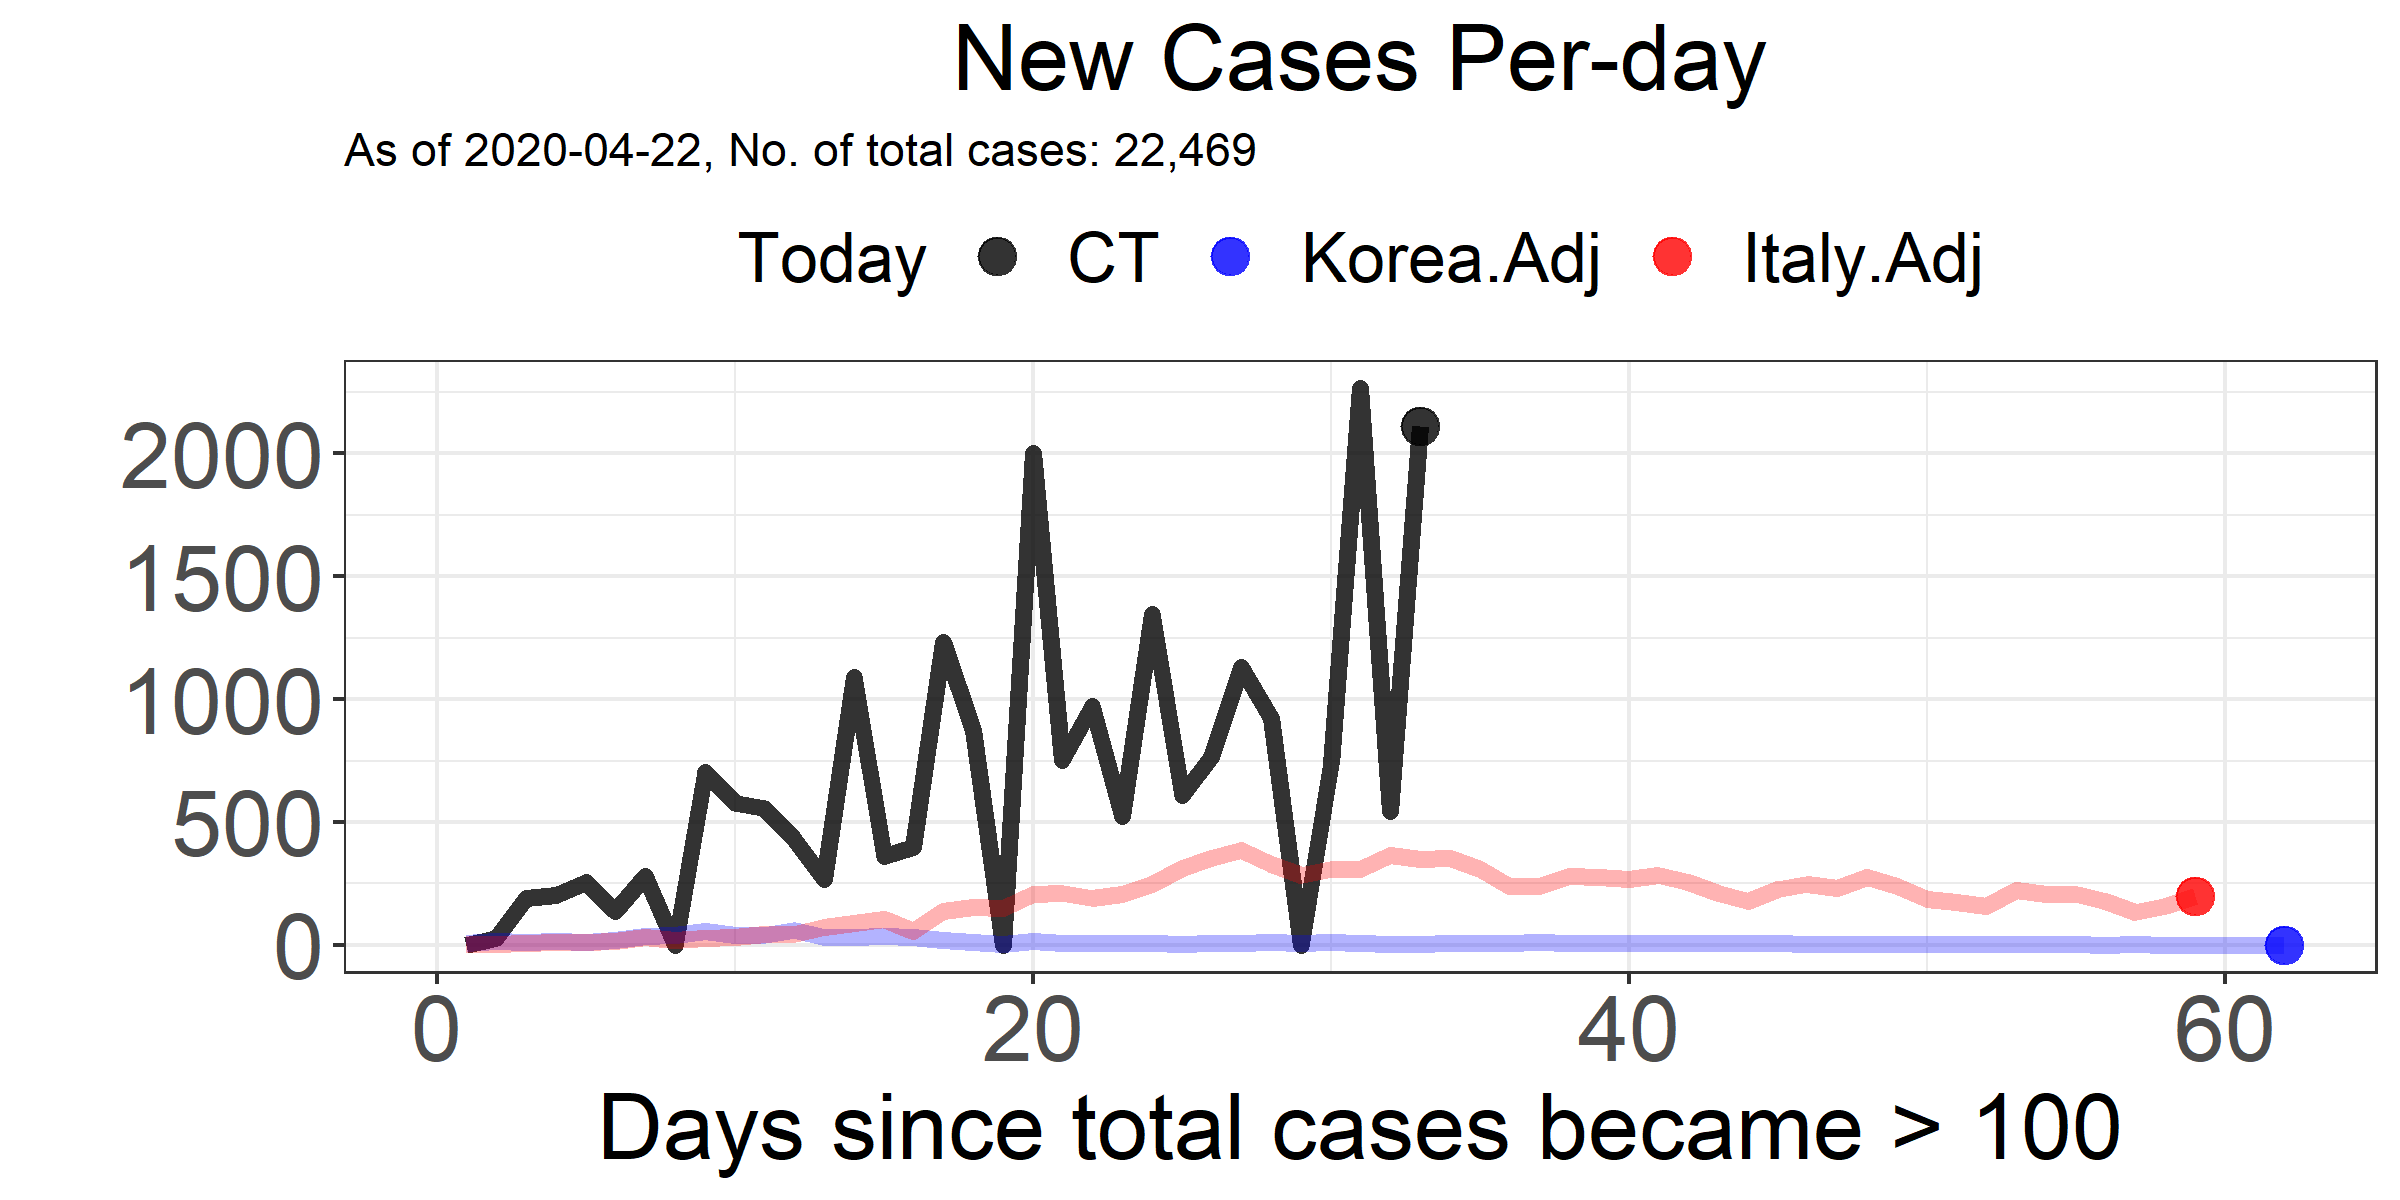 New Cases Per-day
As of 2020-04-22, No. of total cases: 22,469
Today CT Korea.Adj Italy.Adj
2000
1500
1000
500
0
0 20 40 60
Days since total cases became > 100